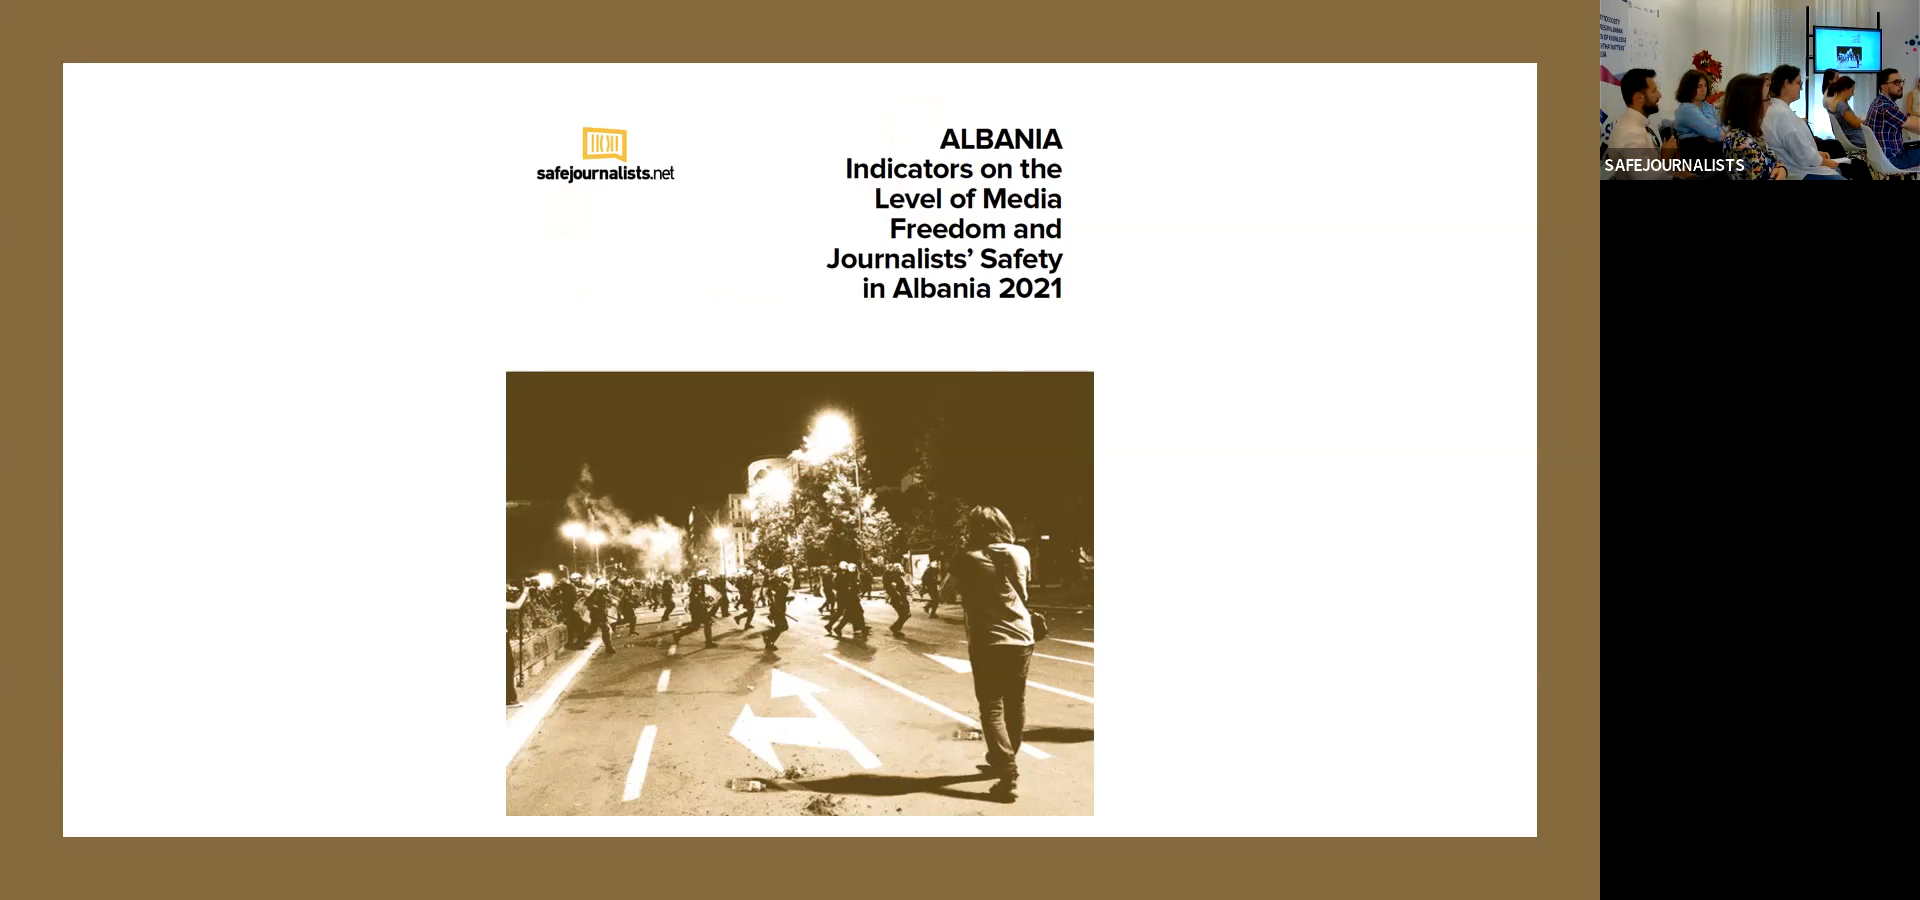 safejournalists.net
ALBANIA
Indicators on the
Level of Media
Freedom and
Journalists’ Safety
in Albania 2021
SAFEJOURNALISTS